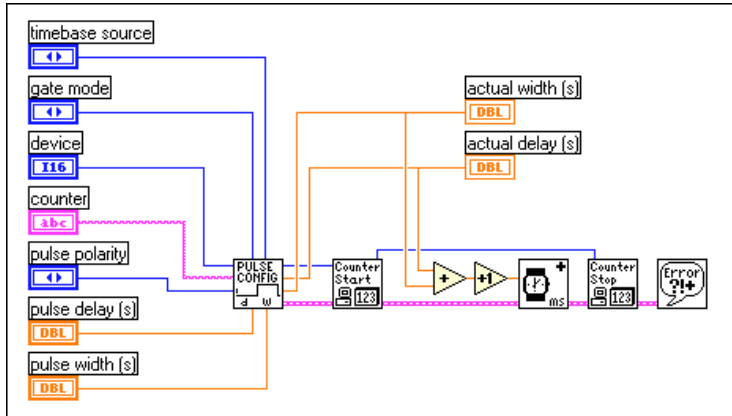 timebase source
gate mode
actual width (s)
DBL
device
actual delay (s)
I16
DBL
counter
abc
pulse polarity
PULSE
CONFIG
d w
Counter
Start
123
+
+1
+
ms
Counter
Stop
123
Error
?!+
pulse delay (s)
DBL
pulse width (s)
DBL